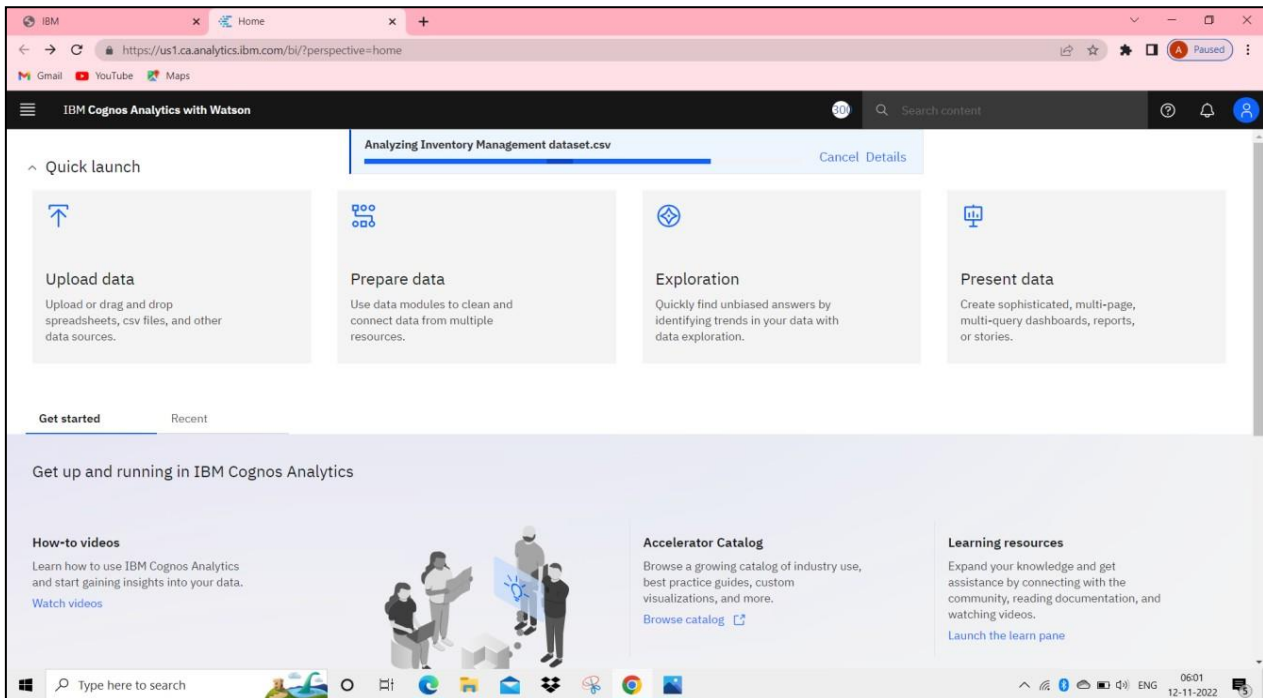 IBM
Home
https://us1.ca.analytics.ibm.com/bi/?perspective=home
A
Paused
Gmail
YouTube
Maps
IBM Cognos Analytics with Watson
Search content
Analyzing Inventory Management dataset.csv
Cancel Details
Quick launch
Upload data
Upload or drag and drop
spreadsheets, csv files, and other
data sources.
Prepare data
Use data modules to clean and
connect data from multiple
resources.
Exploration
Quickly find unbiased answers by
identifying trends in your data with
data exploration.
Present data
Create sophisticated, multi-page,
multi-query dashboards, reports,
or stories.
Get started
Recent
Get up and running in IBM Cognos Analytics
How-to videos
Learn how to use IBM Cognos Analytics
and start gaining insights into your data.
Watch videos
Accelerator Catalog
Browse a growing catalog of industry use,
best practice guides, custom
visualizations, and more.
Browse catalog
Learning resources
Expand your knowledge and get
assistance by connecting with the
community, reading documentation, and
watching videos.
Launch the learn pane
Type here to search
ENG
06:01
12-11-2022
5